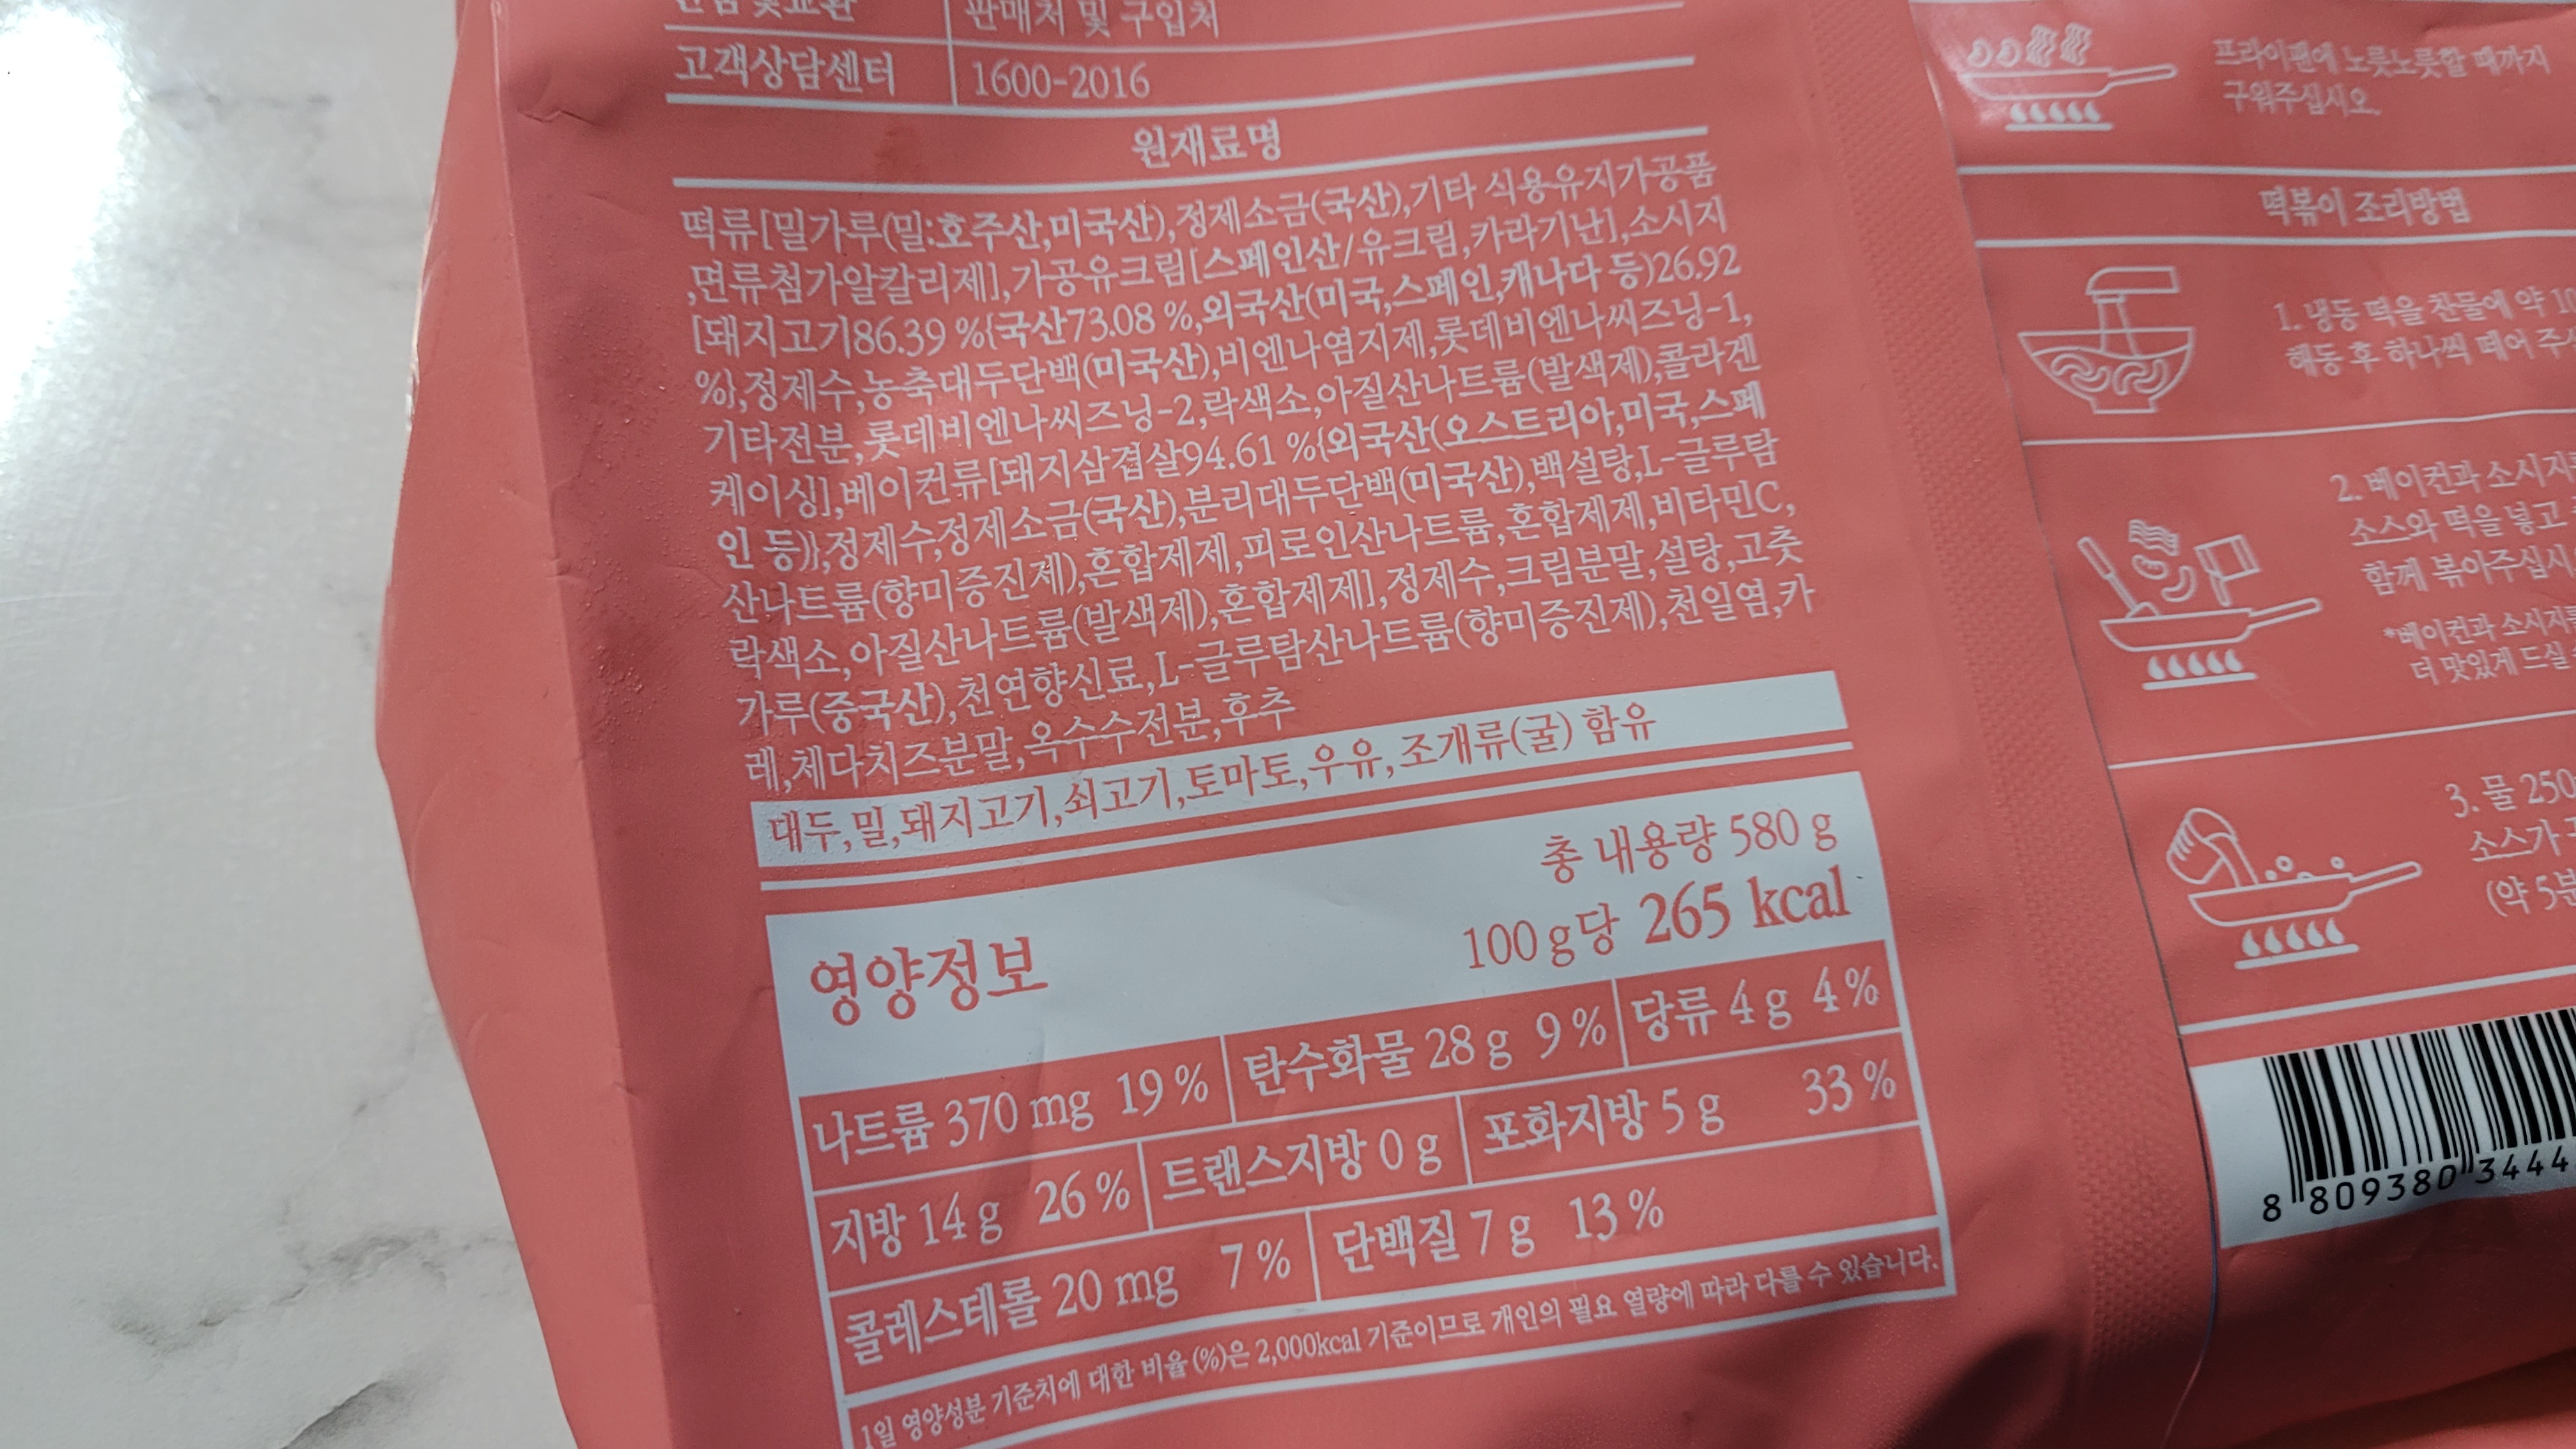 판매처 및 구입처
고객상담센터 1600-2016
원재료명
떡류[밀가루(밀:호주산,미국산),정제소금(국산),기타 식용유지가공품
,면류첨가알칼리제],가공유크림[스페인산/유크림,카라기난],소시지
[돼지고기86.39 %{국산73.08 %,외국산(미국,스페인,캐나다 등)26.92
%},정제수,농축대두단백(미국산),비엔나염지제,롯데비엔나씨즈닝-1,
기타전분,롯데비엔나씨즈닝-2,락색소,아질산나트륨(발색제),콜라겐
케이싱],베이컨류[돼지삼겹살94.61 %{외국산(오스트리아,미국,스페
인 등)},정제수,정제소금(국산),분리대두단백(미국산),백설탕,L-글루탐
산나트륨(향미증진제),혼합제제,피로인산나트륨,혼합제제,비타민C,
락색소,아질산나트륨(발색제),혼합제제],정제수,크림분말,설탕,고춧
가루(중국산),천연향신료,L-글루탐산나트륨(향미증진제),천일염,카
레,체다치즈분말,옥수수전분,후추
대두,밀,돼지고기,쇠고기,토마토,우유,조개류(굴) 함유
총 내용량 580 g
영양정보 100 g당 265 kcal
나트륨 370 mg 19 % 탄수화물 28 g 9 % 당류 4 g 4 %
지방 14 g 26 % 트랜스지방 0 g 포화지방 5 g 33 %
콜레스테롤 20 mg 7 % 단백질 7 g 13 %
1일 영양성분 기준치에 대한 비율(%)은 2,000kcal 기준이므로 개인의 필요 열량에 따라 다를 수 있습니다.
프라이팬에 노릇노릇할 때까지
구워주십시오.
떡볶이 조리방법
1. 냉동 떡을 찬물에 약
해동 후 하나씩 떼어
2. 베이컨과 소시지
소스와 떡을 넣고
함께 볶아주십시
*베이컨과 소시지
더 맛있게 드실
3. 물 250
소스가
(약 5분
8 809380 3444